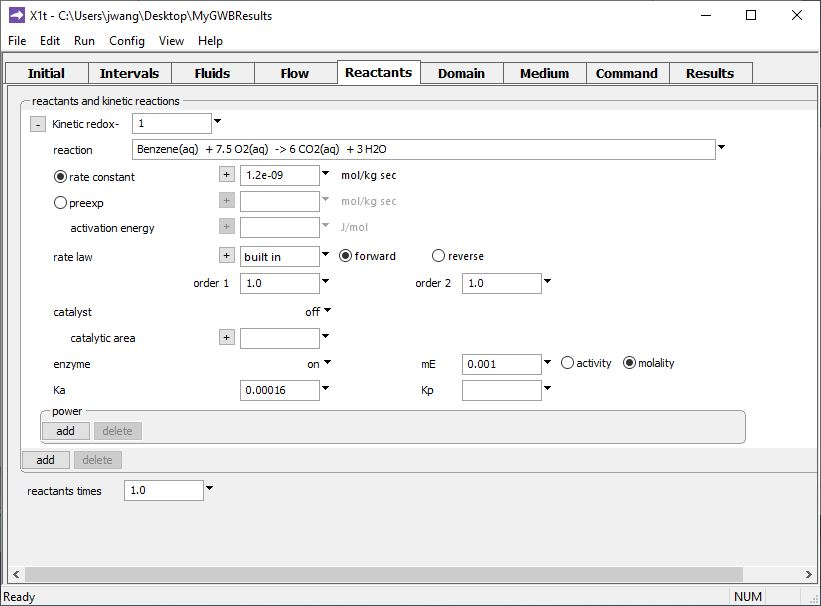 X1t - C:\Users\jwang\Desktop\MyGWBResults
File Edit Run Config View Help
Initial Intervals Fluids Flow Reactants Domain Medium Command Results
reactants and kinetic reactions
- Kinetic redox- 1
reaction Benzene(aq) + 7.5 O2(aq) -> 6 CO2(aq) + 3 H2O
rate constant + 1.2e-09 mol/kg sec
preexp + mol/kg sec
activation energy + J/mol
rate law + built in forward reverse
order 1 1.0 order 2 1.0
catalyst off
catalytic area +
enzyme on mE 0.001 activity molality
Ka 0.00016 Kp
power
add delete
add delete
reactants times 1.0
Ready NUM